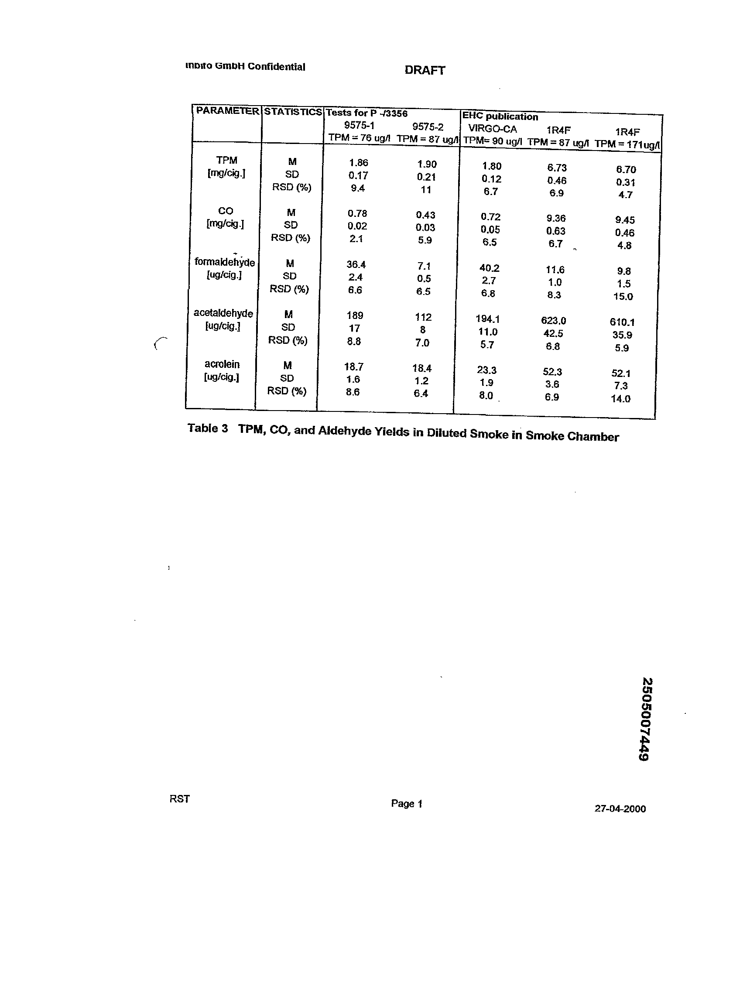 INBITO GmbH Confidential DRAFT
PARAMETER STATISTICS Tests for P -/3356 EHC publication
9575-1 9575-2 VIRGO-CA 1R4F 1R4F
TPM = 76 ug/l TPM = 87 ug/l TPM= 90 ug/l TPM = 87 ug/l TPM = 171ug/l
TPM M 1.86 1.90 1.80 6.73 6.70
[mg/cig.] SD 0.17 0.21 0.12 0.46 0.31
RSD (%) 9.4 11 6.7 6.9 4.7
CO M 0.78 0.43 0.72 9.36 9.45
[mg/cig.] SD 0.02 0.03 0.05 0.63 0.46
RSD (%) 2.1 5.9 6.5 6.7 4.8
formaldehyde M 36.4 7.1 40.2 11.6 9.8
[ug/cig.] SD 2.4 0.5 2.7 1.0 1.5
RSD (%) 6.6 6.5 6.8 8.3 15.0
acetaldehyde M 189 112 194.1 623.0 610.1
[ug/cig.] SD 17 8 11.0 42.5 35.9
RSD (%) 8.8 7.0 5.7 6.8 5.9
acrolein M 18.7 18.4 23.3 52.3 52.1
[ug/cig.] SD 1.6 1.2 1.9 3.6 7.3
RSD (%) 8.6 6.4 8.0 6.9 14.0
Table 3 TPM, CO, and Aldehyde Yields in Diluted Smoke in Smoke Chamber
2505007449
RST Page 1 27-04-2000